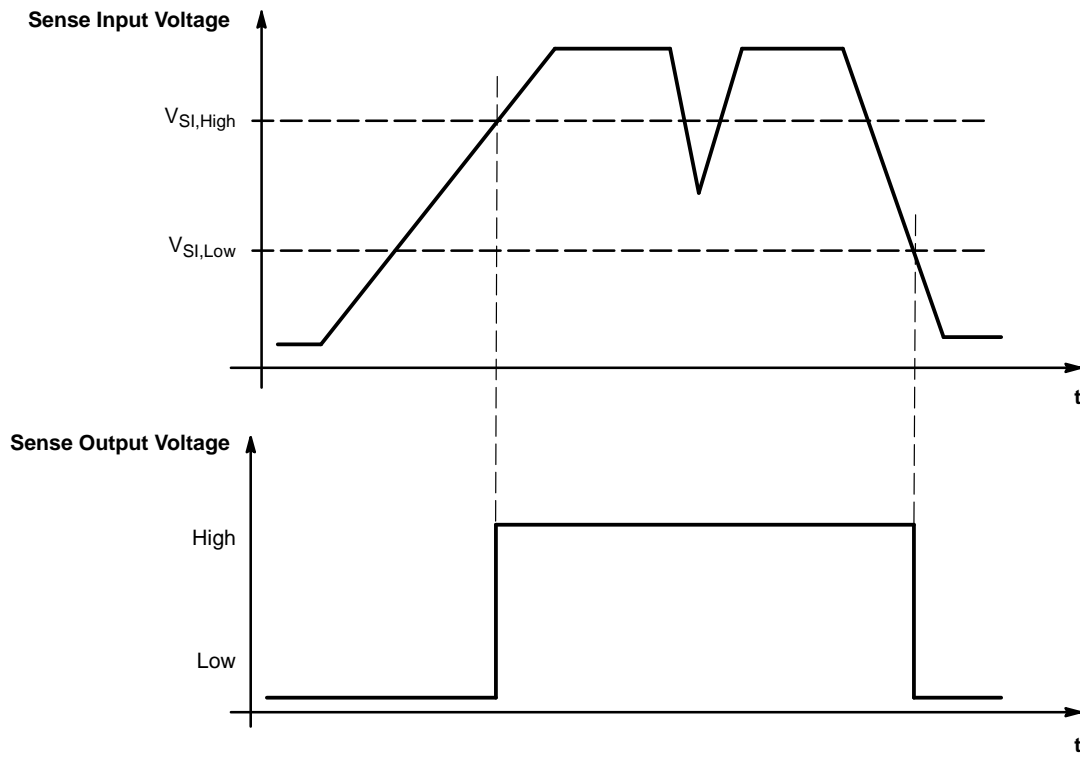 Sense Input Voltage
VSI,High
VSI,Low
t
Sense Output Voltage
High
Low
t